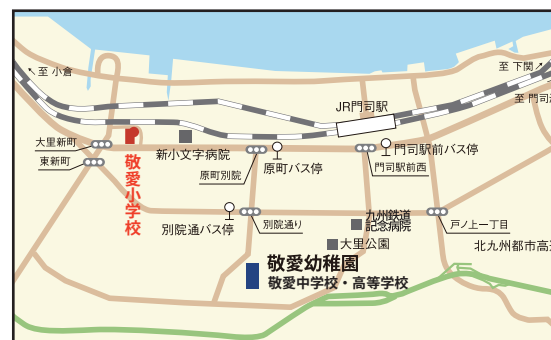 至 小倉
至 下関
至 門司
JR門司駅
大里新町
東新町
敬愛小学校
新小文字病院
原町別院
原町バス停
門司駅前バス停
門司駅前西
別院通バス停
別院通り
九州鉄道
記念病院
大里公園
戸ノ上一丁目
北九州都市高
敬愛幼稚園
敬愛中学校・高等学校